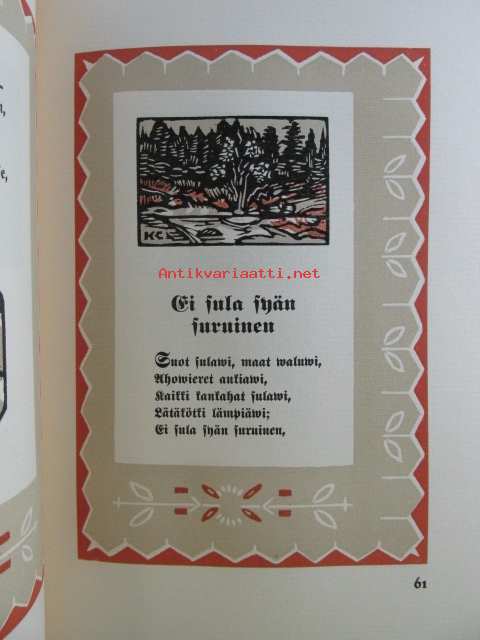 KC
Antikvariaatti.net
Ei sula syän
suruinen
Suot sulawi, maat waluwi,
Ahowieret aukiawi,
Kaikki kankahat sulawi,
Lätäkötki lämpiäwi;
Ei sula syän suruinen,
61